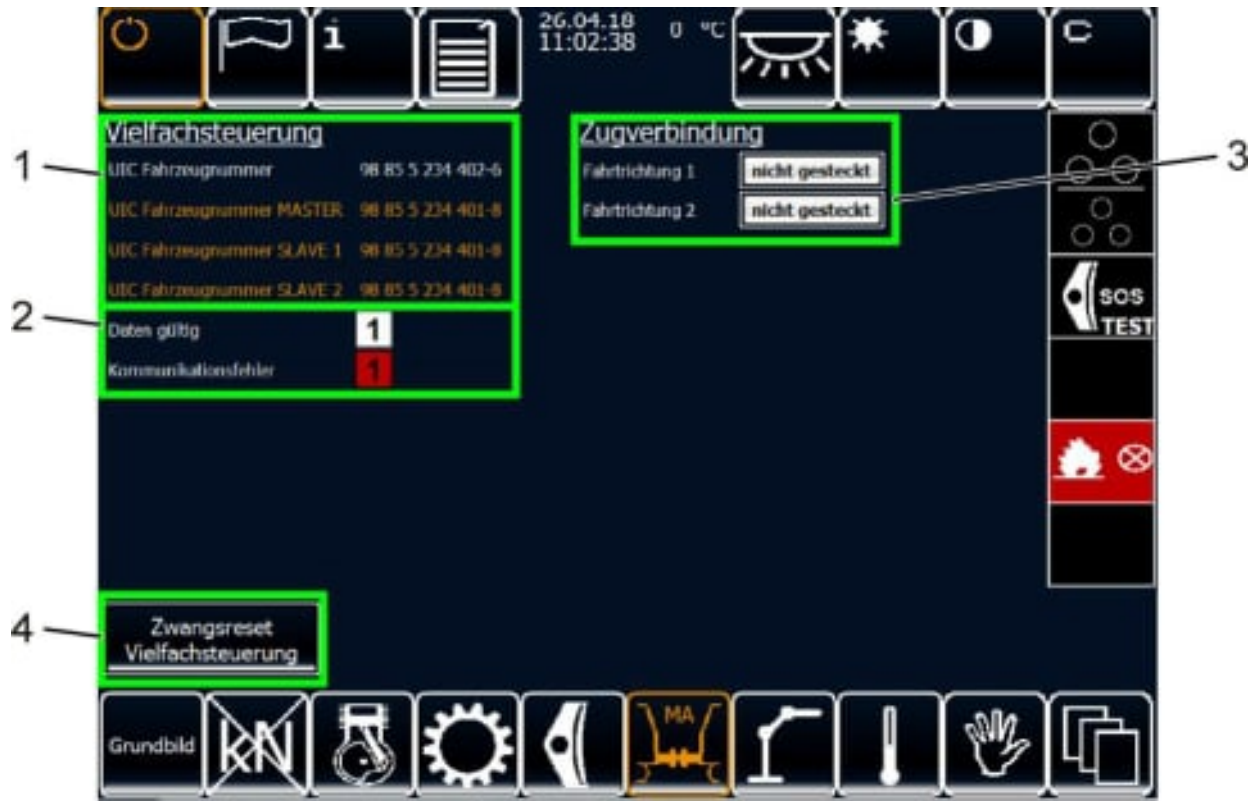 i
26.04.18 0 °C
11:02:38
C
Vielfachsteuerung
UIC Fahrzeugnummer 98 85 5 234 402-6
UIC Fahrzeugnummer MASTER 98 85 5 234 401-8
UIC Fahrzeugnummer SLAVE 1 98 85 5 234 401-8
UIC Fahrzeugnummer SLAVE 2 98 85 5 234 401-8
Daten gültig 1
Kommunikationsfehler 1
Zugverbindung
Fahrtrichtung 1 nicht gesteckt
Fahrtrichtung 2 nicht gesteckt
1
2
3
4
SOS
TEST
Zwangsreset
Vielfachsteuerung
Grundbild
kN
MA